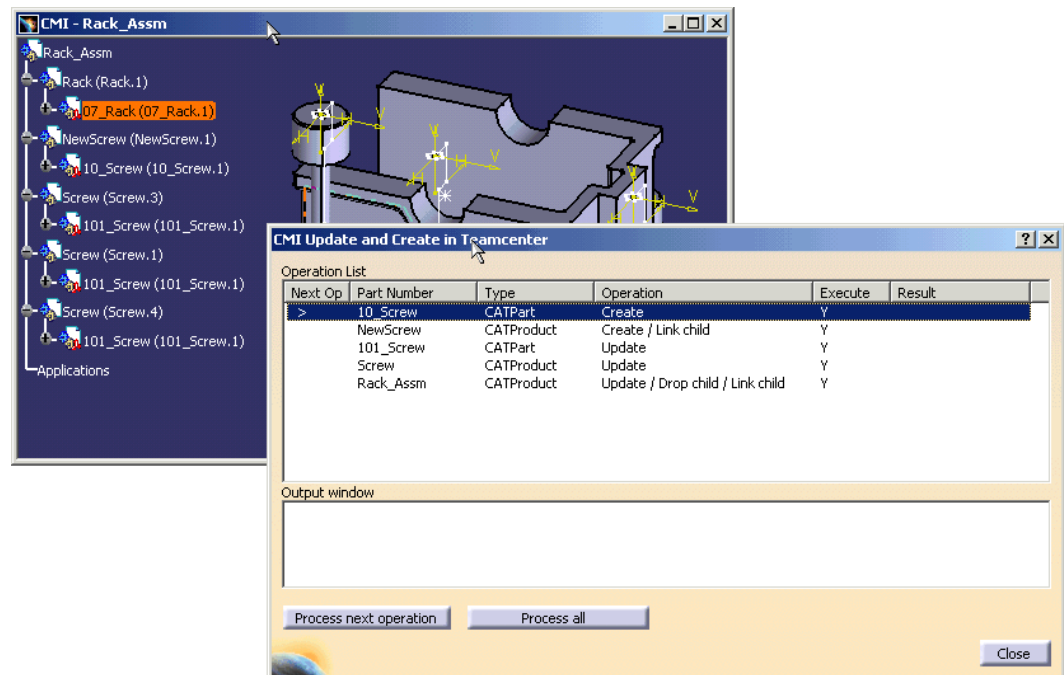 CMI - Rack_Assm
Rack_Assm
Rack (Rack.1)
07_Rack (07_Rack.1)
NewScrew (NewScrew.1)
10_Screw (10_Screw.1)
Screw (Screw.3)
101_Screw (101_Screw.1)
Screw (Screw.1)
101_Screw (101_Screw.1)
Screw (Screw.4)
101_Screw (101_Screw.1)
Applications
V
H
V
V
H
V
V
CMI Update and Create in Teamcenter
Operation List
Next Op Part Number Type Operation Execute Result
> 10_Screw CATPart Create Y
NewScrew CATProduct Create / Link child Y
101_Screw CATPart Update Y
Screw CATProduct Update Y
Rack_Assm CATProduct Update / Drop child / Link child Y
Output window
Process next operation Process all
Close